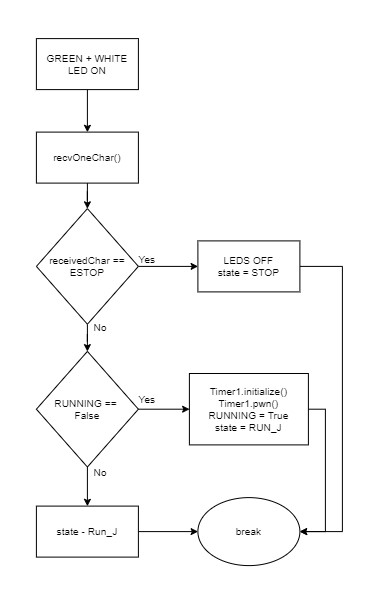 GREEN + WHITE
LED ON
recvOneChar()
receivedChar ==
ESTOP
Yes
LEDS OFF
state = STOP
No
RUNNING ==
False
Yes
Timer1.initialize()
Timer1.pwn()
RUNNING = True
state = RUN_J
No
state - Run_J
break